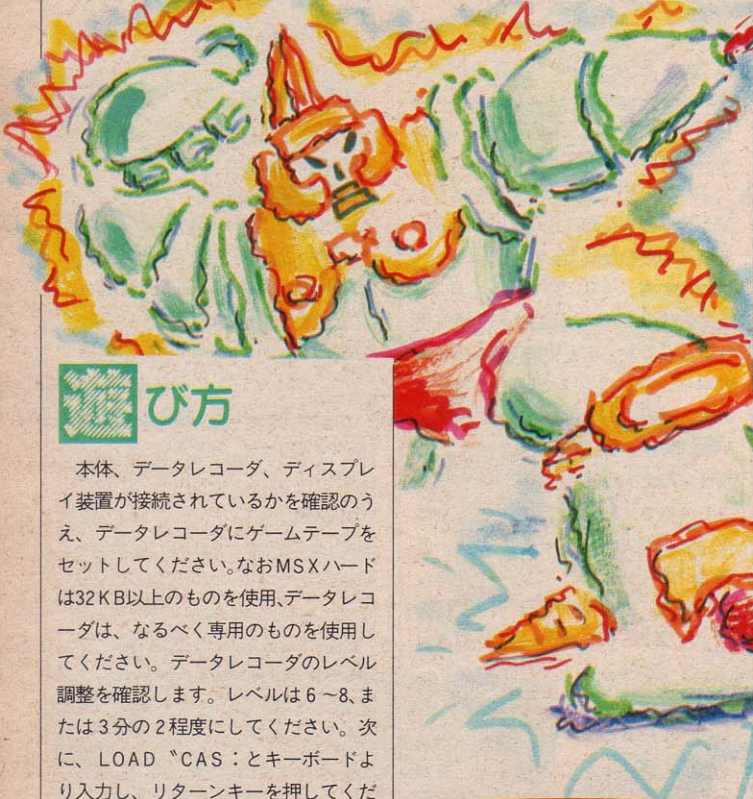 遊び方
本体、データレコーダ、ディスプレ
イ装置が接続されているかを確認のう
え、データレコーダにゲームテープを
セットしてください。なおMSXハード
は32KB以上のものを使用、データレコ
ーダは、なるべく専用のものを使用し
てください。データレコーダのレベル
調整を確認します。レベルは6~8、ま
たは3分の2程度にしてください。次
に、LOAD〝CAS：とキーボードよ
り入力し、リターンキーを押してくだ